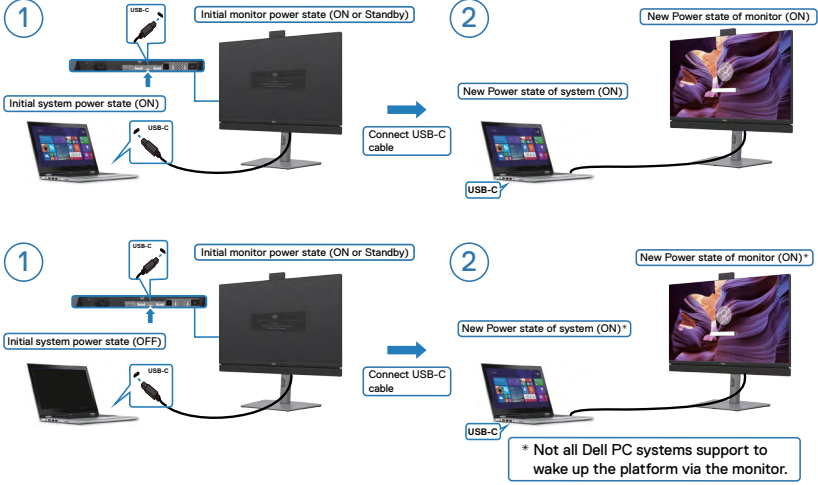 1
USB-C
Initial monitor power state (ON or Standby)
Initial system power state (ON)
USB-C
Connect USB-C
cable
2
New Power state of monitor (ON)
New Power state of system (ON)
USB-C
1
USB-C
Initial monitor power state (ON or Standby)
Initial system power state (OFF)
USB-C
Connect USB-C
cable
2
New Power state of monitor (ON)*
New Power state of system (ON)*
USB-C
* Not all Dell PC systems support to
wake up the platform via the monitor.